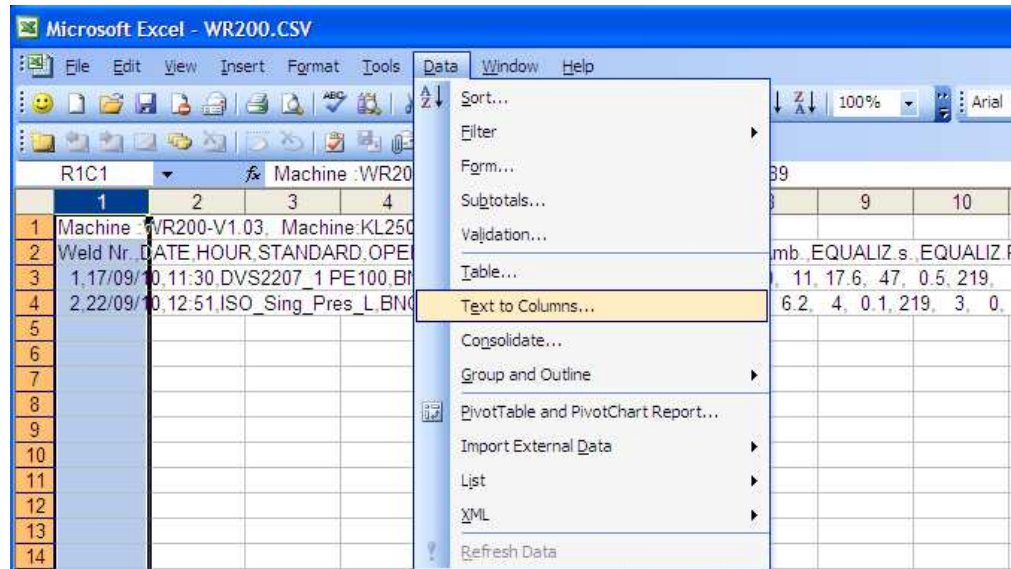 Microsoft Excel - WR200.CSV
File Edit View Insert Format Tools Data Window Help
100% Arial
R1C1 fx Machine :WR20 39
1 2 3 4 9 10
1 Machine : WR200-V1.03, Machine:KL250
2 Weld Nr.,DATE,HOUR,STANDARD,OPE mb.,EQUALIZ.s.,EQUALIZ.
3 1,17/09/10,11:30,DVS2207_1 PE100,BN 11, 17.6, 47, 0.5, 219,
4 2,22/09/10,12:51,ISO_Sing_Pres_L,BNC 6.2, 4, 0.1,219, 3, 0,
5
6
7
8
9
10
11
12
13
14
Sort...
Filter
Form...
Subtotals...
Validation...
Table...
Text to Columns...
Consolidate...
Group and Outline
PivotTable and PivotChart Report...
Import External Data
List
XML
Refresh Data